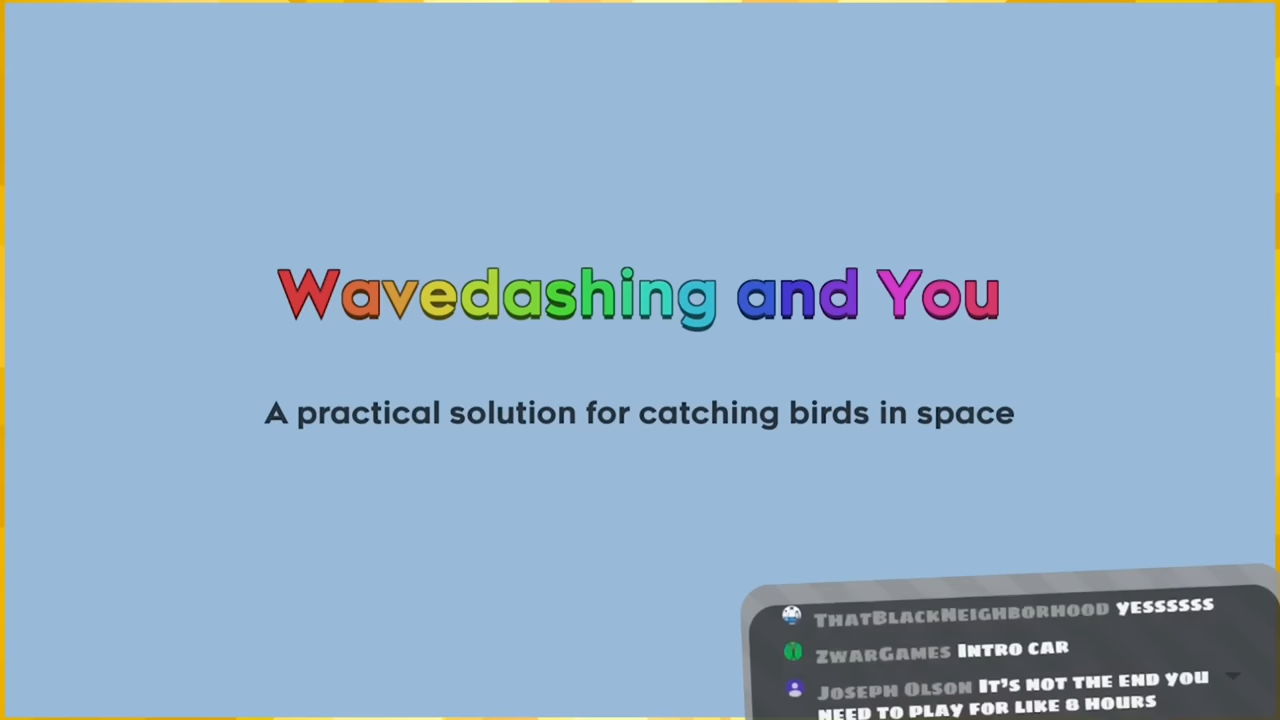 Wavedashing and You
A practical solution for catching birds in space
ThatBlackNeighborhood yessssss
ZwarGames Intro car
Joseph Olson It's not the end you
need to play for like 8 hours